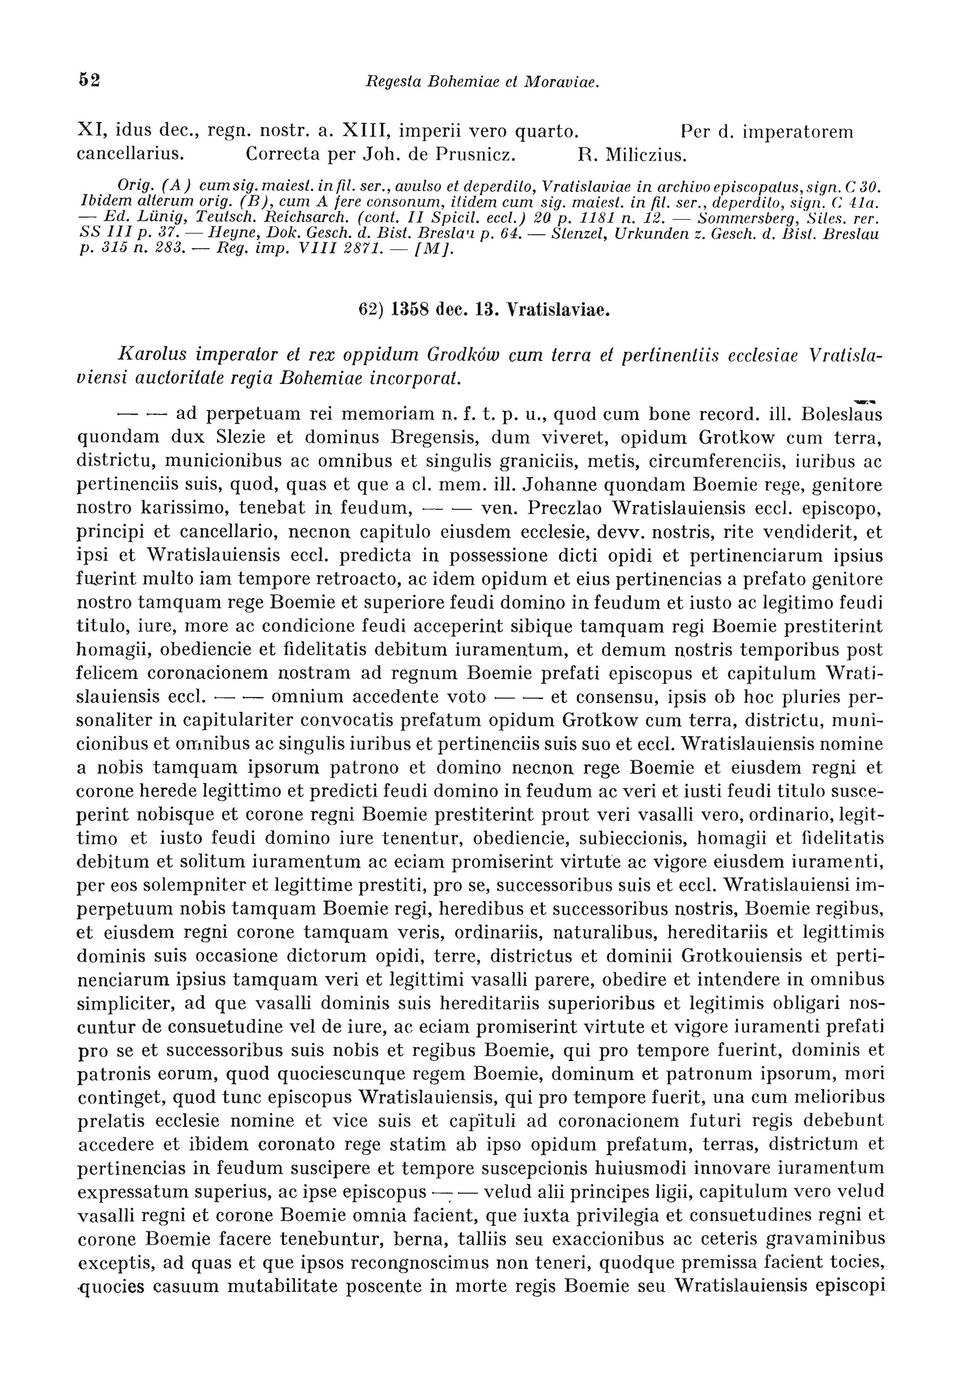 52 Regesta Bohemiae et Moraviae.
XI, idus dec., regn. nostr. a. XIII, imperii vero quarto. Per d. imperatorem
cancellarius. Correcta per Joh. de Prusnicz. R. Miliczius.
Orig. (A) cum sig. maiest. in fil. ser., avulso et deperdito, Vratislaviae in archivo episcopatus, sign. C 30.
Ibidem alterum orig. (B), cum A fere consonum, itidem cum sig. maiest. in fil. ser., deperdito, sign. C 41a.
— Ed. Lünig, Teutsch. Reichsarch. (cont. II Spicil. eccl.) 20 p. 1181 n. 12. — Sommersberg, Siles. rer.
SS III p. 37. — Heyne, Dok. Gesch. d. Bist. Breslau p. 64. — Stenzel, Urkunden z. Gesch. d. Bist. Breslau
p. 315 n. 283. — Reg. imp. VIII 2871. — [M].
62) 1358 dec. 13. Vratislaviae.
Karolus imperator et rex oppidum Grodków cum terra et pertinentiis ecclesiae Vratisla-
viensi auctoritate regia Bohemiae incorporat.
— — ad perpetuam rei memoriam n. f. t. p. u., quod cum bone record. ill. Boleslaus
quondam dux Slezie et dominus Bregensis, dum viveret, opidum Grotkow cum terra,
districtu, municionibus ac omnibus et singulis graniciis, metis, circumferenciis, iuribus ac
pertinenciis suis, quod, quas et que a cl. mem. ill. Johanne quondam Boemie rege, genitore
nostro karissimo, tenebat in feudum, — — ven. Preczlao Wratislauiensis eccl. episcopo,
principi et cancellario, necnon capitulo eiusdem ecclesie, devv. nostris, rite vendiderit, et
ipsi et Wratislauiensis eccl. predicta in possessione dicti opidi et pertinenciarum ipsius
fuerint multo iam tempore retroacto, ac idem opidum et eius pertinencias a prefato genitore
nostro tamquam rege Boemie et superiore feudi domino in feudum et iusto ac legitimo feudi
titulo, iure, more ac condicione feudi acceperint sibique tamquam regi Boemie prestiterint
homagii, obediencie et fidelitatis debitum iuramentum, et demum nostris temporibus post
felicem coronacionem nostram ad regnum Boemie prefati episcopus et capitulum Wrati-
slauiensis eccl. — — omnium accedente voto — — et consensu, ipsis ob hoc pluries per-
sonaliter in capitulariter convocatis prefatum opidum Grotkow cum terra, districtu, muni-
cionibus et omnibus ac singulis iuribus et pertinenciis suis suo et eccl. Wratislauiensis nomine
a nobis tamquam ipsorum patrono et domino necnon rege Boemie et eiusdem regni et
corone herede legittimo et predicti feudi domino in feudum ac veri et iusti feudi titulo susce-
perint nobisque et corone regni Boemie prestiterint prout veri vasalli vero, ordinario, legit-
timo et iusto feudi domino iure tenentur, obediencie, subieccionis, homagii et fidelitatis
debitum et solitum iuramentum ac eciam promiserint virtute ac vigore eiusdem iuramenti,
per eos solempniter et legittime prestiti, pro se, successoribus suis et eccl. Wratislauiensi im-
perpetuum nobis tamquam Boemie regi, heredibus et successoribus nostris, Boemie regibus,
et eiusdem regni corone tamquam veris, ordinariis, naturalibus, hereditariis et legittimis
dominis suis occasione dictorum opidi, terre, districtus et dominii Grotkouiensis et perti-
nenciarum ipsius tamquam veri et legittimi vasalli parere, obedire et intendere in omnibus
simpliciter, ad que vasalli dominis suis hereditariis superioribus et legitimis obligari nos-
cuntur de consuetudine vel de iure, ac eciam promiserint virtute et vigore iuramenti prefati
pro se et successoribus suis nobis et regibus Boemie, qui pro tempore fuerint, dominis et
patronis eorum, quod quociescunque regem Boemie, dominum et patronum ipsorum, mori
continget, quod tunc episcopus Wratislauiensis, qui pro tempore fuerit, una cum melioribus
prelatis ecclesie nomine et vice suis et capituli ad coronacionem futuri regis debebunt
accedere et ibidem coronato rege statim ab ipso opidum prefatum, terras, districtum et
pertinencias in feudum suscipere et tempore suscepcionis huiusmodi innovare iuramentum
expressatum superius, ac ipse episcopus — — velud alii principes ligii, capitulum vero velud
vasalli regni et corone Boemie omnia facient, que iuxta privilegia et consuetudines regni et
corone Boemie facere tenebuntur, berna, talliis seu exaccionibus ac ceteris gravaminibus
exceptis, ad quas et que ipsos recongnoscimus non teneri, quodque premissa facient tocies,
quocies casuum mutabilitate poscente in morte regis Boemie seu Wratislauiensis episcopi